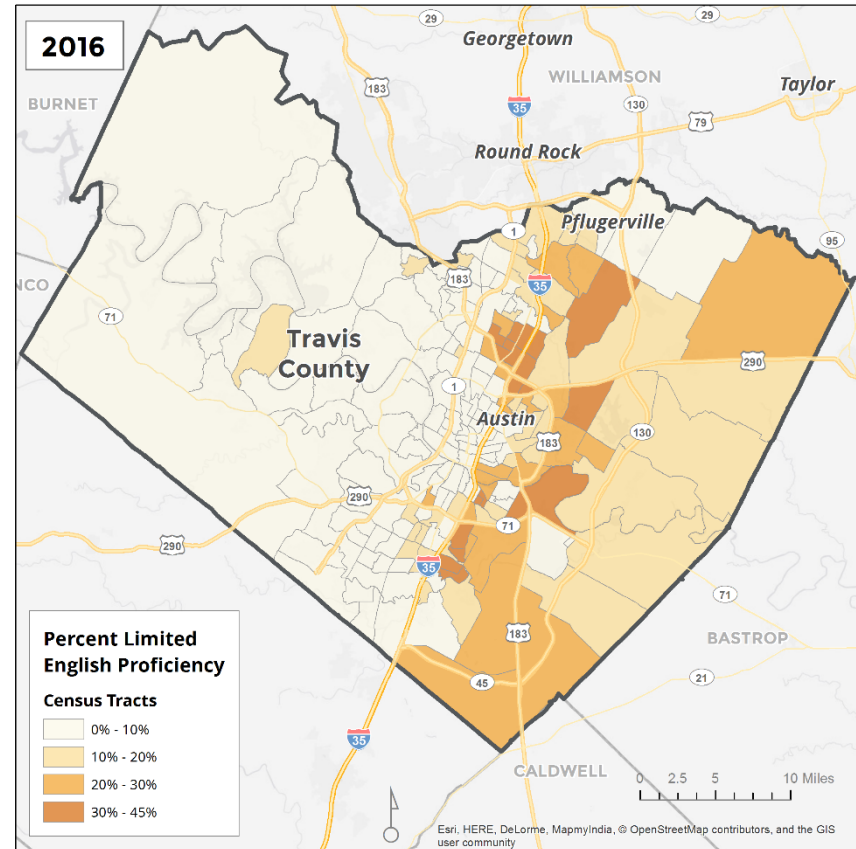 2016
29
29
Georgetown
WILLIAMSON
183
Taylor
BURNET
35
130
79
Round Rock
Pflugerville
1
95
183
35
NCO
71
Travis
County
290
1
Austin
183
130
290
71
290
35
71
183
BASTROP
45
21
35
CALDWELL
Percent Limited
English Proficiency
Census Tracts
0% - 10%
10% - 20%
20% - 30%
30% - 45%
0 2.5 5 10 Miles
Esri, HERE, DeLorme, MapmyIndia, © OpenStreetMap contributors, and the GIS
user community